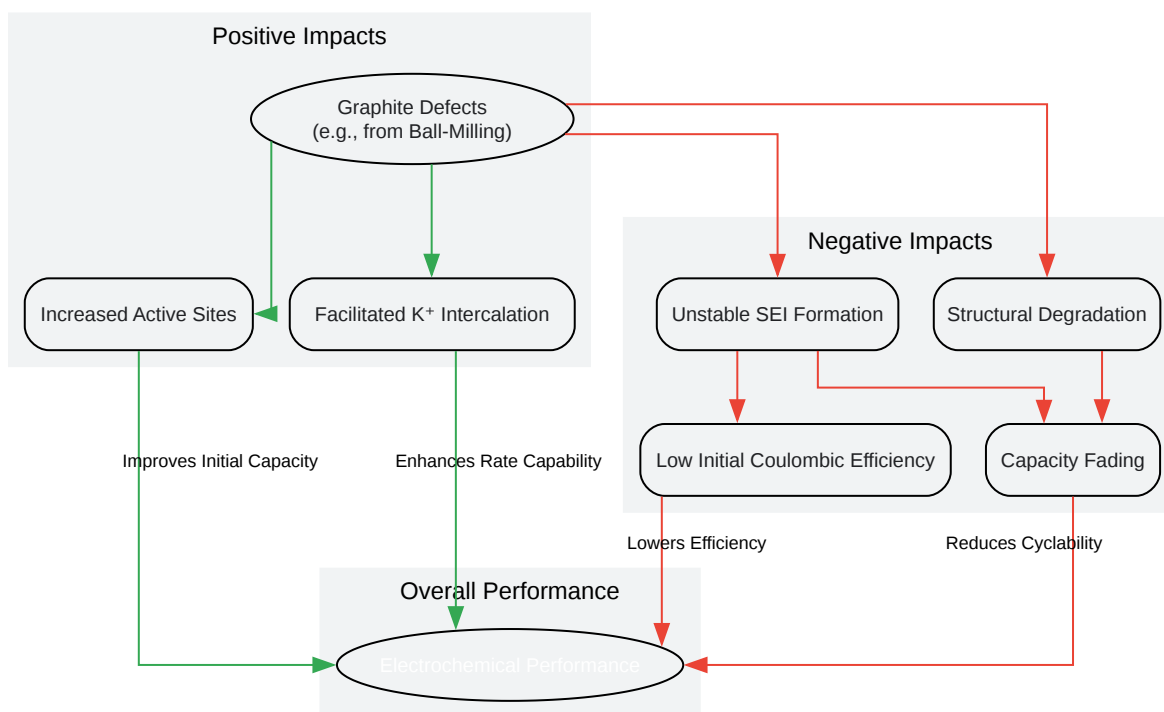 Positive Impacts
Graphite Defects
(e.g., from Ball-Milling)
Negative Impacts
Increased Active Sites
Facilitated K⁺ Intercalation
Unstable SEI Formation
Structural Degradation
Improves Initial Capacity
Enhances Rate Capability
Low Initial Coulombic Efficiency
Capacity Fading
Lowers Efficiency
Reduces Cyclability
Overall Performance
Electrochemical Performance